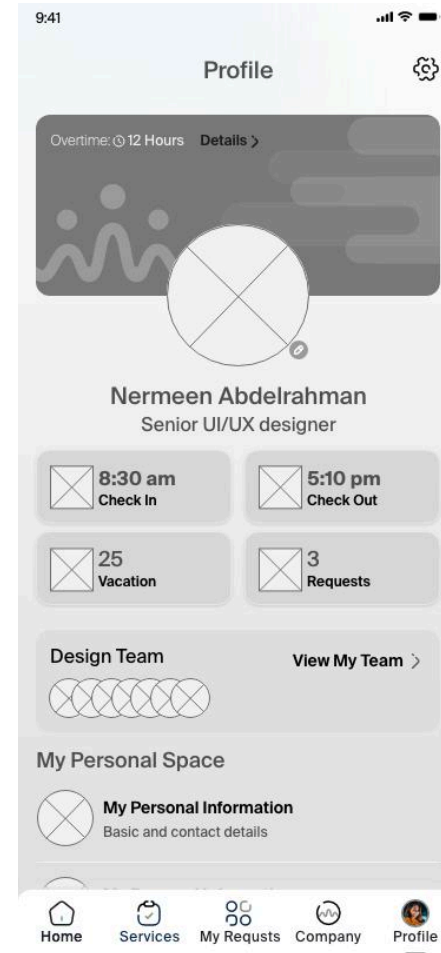 9:41
Profile
Overtime: 12 Hours Details >
Nermeen Abdelrahman
Senior UI/UX designer
8:30 am
Check In
5:10 pm
Check Out
25
Vacation
3
Requests
Design Team
View My Team >
My Personal Space
My Personal Information
Basic and contact details
Home
Services
My Requsts
Company
Profile